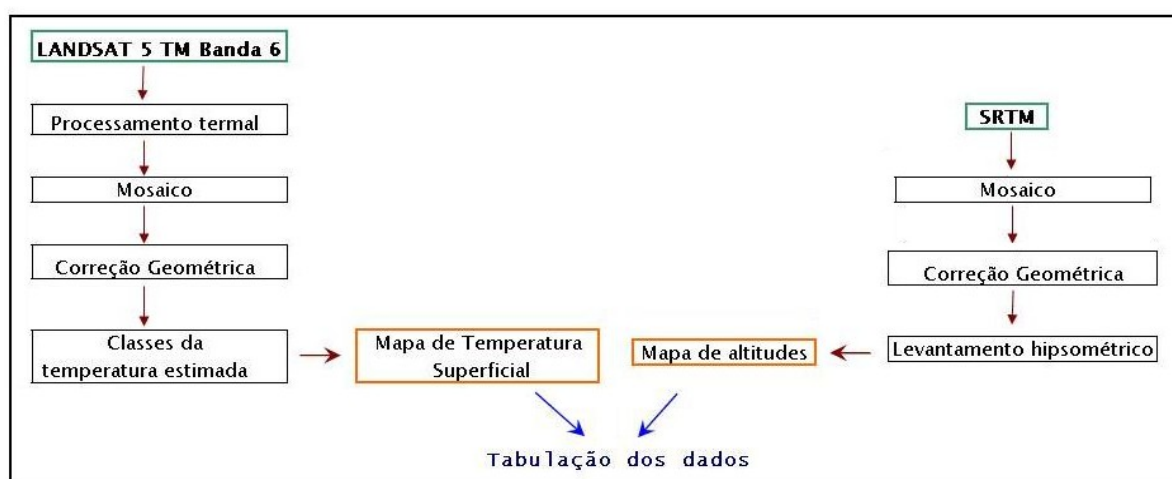 LANDSAT 5 TM Banda 6
Processamento termal
Mosaico
Correção Geométrica
Classes da
temperatura estimada
Mapa de Temperatura
Superficial
SRTM
Mosaico
Correção Geométrica
Levantamento hipsométrico
Mapa de altitudes
Tabulação dos dados